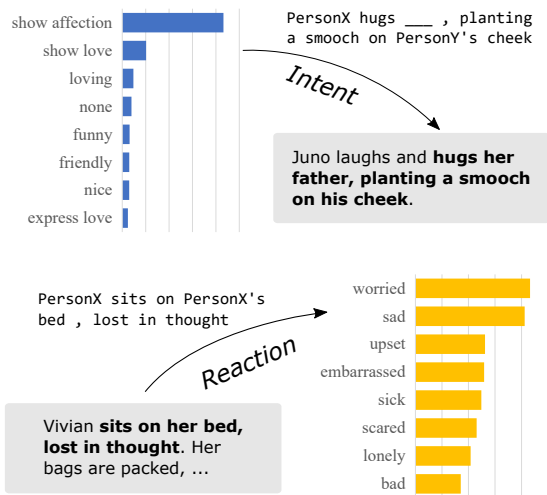 show affection
show love
loving
none
funny
friendly
nice
express love
PersonX hugs ___ , planting
a smooch on PersonY's cheek
Intent
Juno laughs and hugs her
father, planting a smooch
on his cheek.
PersonX sits on PersonX's
bed , lost in thought
Reaction
Vivian sits on her bed,
lost in thought. Her
bags are packed, ...
worried
sad
upset
embarrassed
sick
scared
lonely
bad